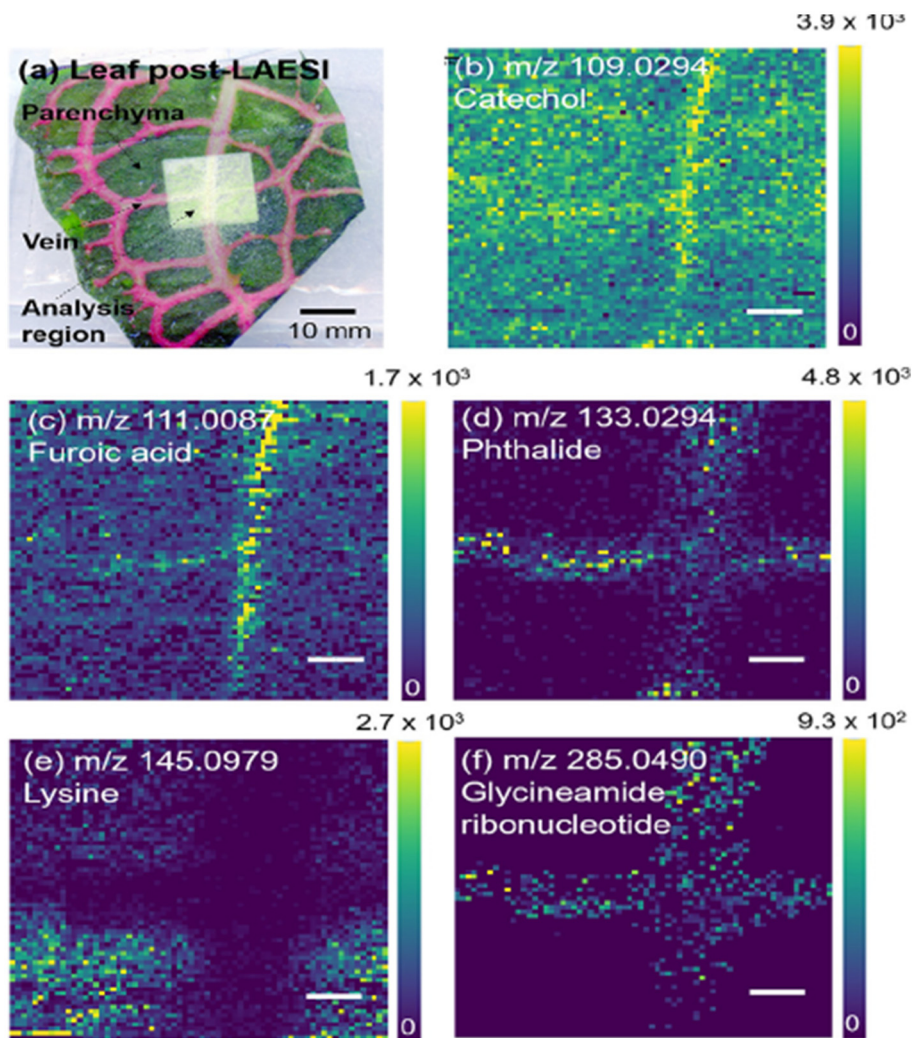 3.9 x 10³
(a) Leaf post-LAESI
Parenchyma
Vein
Analysis
region
10 mm
(b) m/z 109.0294
Catechol
0
1.7 x 10³
(c) m/z 111.0087
Furoic acid
0
4.8 x 10³
(d) m/z 133.0294
Phthalide
0
2.7 x 10³
(e) m/z 145.0979
Lysine
0
9.3 x 10²
(f) m/z 285.0490
Glycineamide
ribonucleotide
0